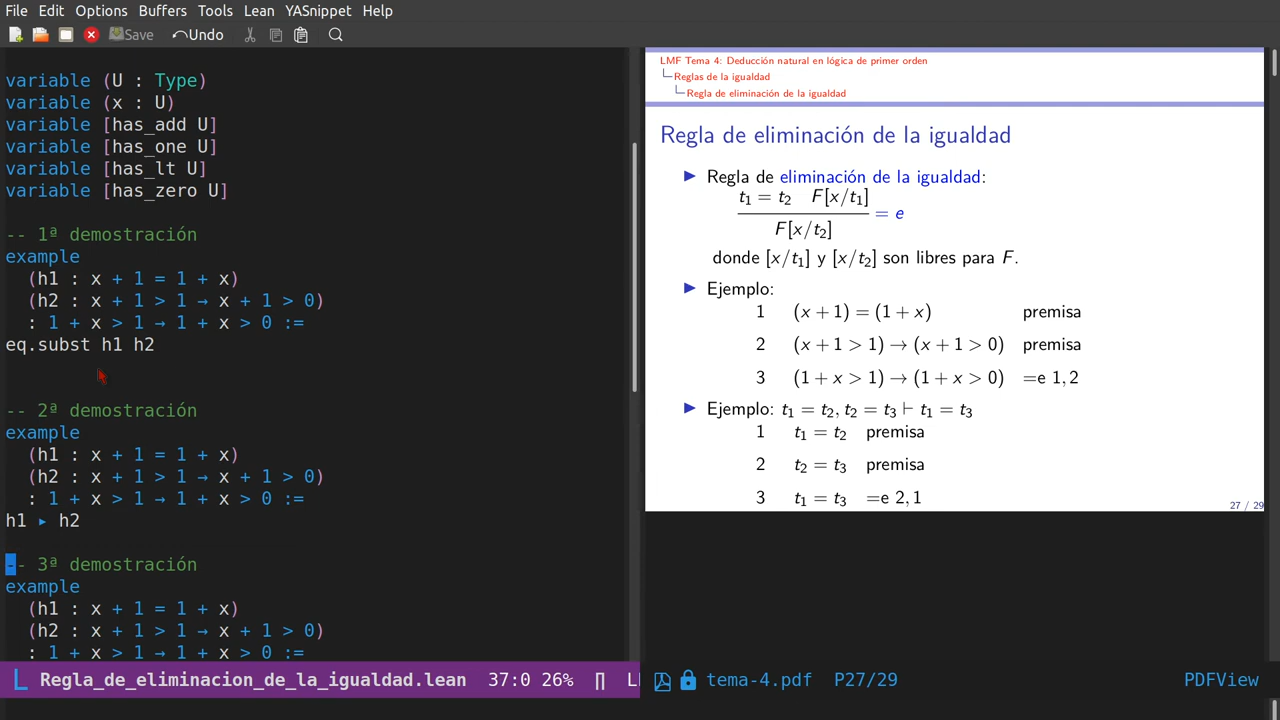 File Edit Options Buffers Tools Lean YASnippet Help
Save Undo
variable (U : Type)
variable (x : U)
variable [has_add U]
variable [has_one U]
variable [has_lt U]
variable [has_zero U]
-- 1ª demostración
example
(h1 : x + 1 = 1 + x)
(h2 : x + 1 > 1 → x + 1 > 0)
: 1 + x > 1 → 1 + x > 0 :=
eq.subst h1 h2
-- 2ª demostración
example
(h1 : x + 1 = 1 + x)
(h2 : x + 1 > 1 → x + 1 > 0)
: 1 + x > 1 → 1 + x > 0 :=
h1 ▸ h2
-- 3ª demostración
example
(h1 : x + 1 = 1 + x)
(h2 : x + 1 > 1 → x + 1 > 0)
: 1 + x > 1 → 1 + x > 0 :=
L Regla_de_eliminacion_de_la_igualdad.lean 37:0 26% ∏ L
LMF Tema 4: Deducción natural en lógica de primer orden
Reglas de la igualdad
Regla de eliminación de la igualdad
Regla de eliminación de la igualdad
▶ Regla de eliminación de la igualdad:
t₁ = t₂ F[x/t₁]
= e
F[x/t₂]
donde [x/t₁] y [x/t₂] son libres para F.
▶ Ejemplo:
1 (x + 1) = (1 + x) premisa
2 (x + 1 > 1) → (x + 1 > 0) premisa
3 (1 + x > 1) → (1 + x > 0) =e 1, 2
▶ Ejemplo: t₁ = t₂, t₂ = t₃ ⊢ t₁ = t₃
1 t₁ = t₂ premisa
2 t₂ = t₃ premisa
3 t₁ = t₃ =e 2, 1
27 / 29
tema-4.pdf P27/29 PDFView